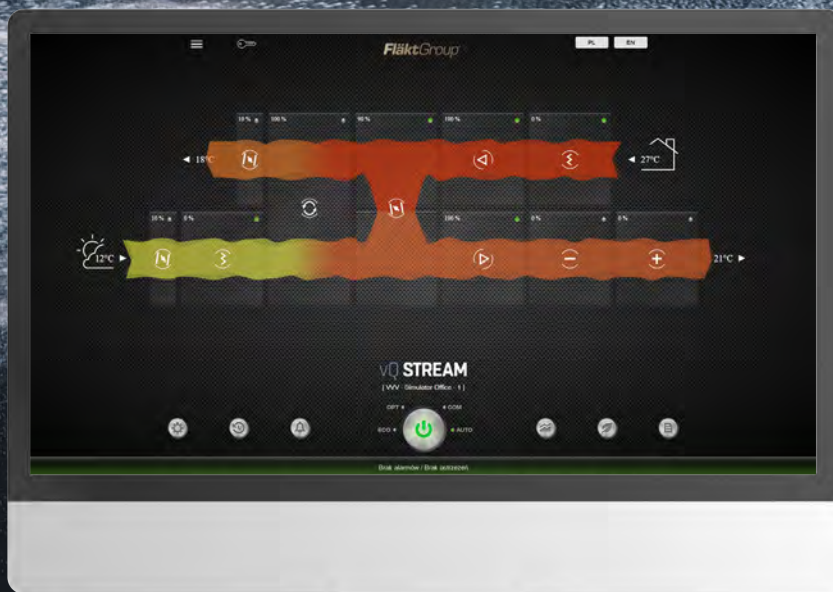 FläktGroup
PL EN
10 % 100 % 90 % 100 % 0 %
18°C 27°C
10 % 0 % 100 % 0 % 0 %
12°C 21°C
vQ STREAM
[ VVV - Simulator Office - 1 ]
OPT COM
ECO AUTO
Brak alarmów / Brak ostrzeżeń